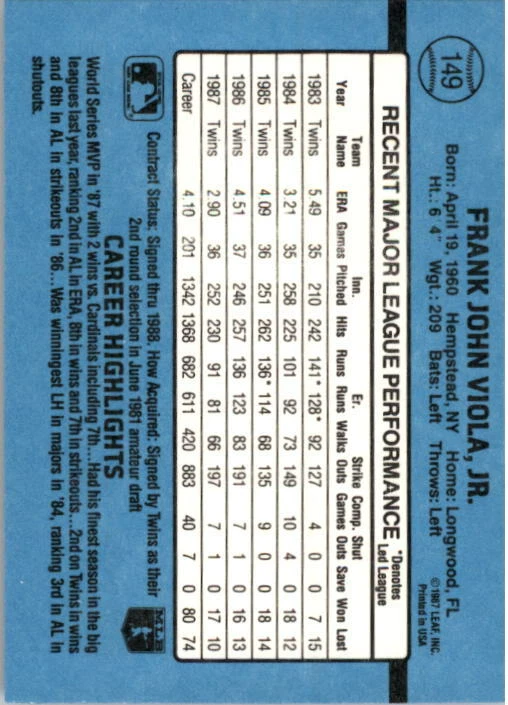 149
FRANK JOHN VIOLA, JR.
Born: April 19, 1960 Hempstead, NY Home: Longwood, FL
Ht.: 6' 4" Wgt.: 209 Bats: Left Throws: Left
©1987 LEAF, INC.
Printed in USA
RECENT MAJOR LEAGUE PERFORMANCE *Denotes Led League
Year Team Name ERA Games Inn. Pitched Hits Runs Er. Runs Walks Strike Outs Comp. Games Shut Outs Save Won Lost
1983 Twins 5.49 35 210 242 141* 128* 92 127 4 0 0 7 15
1984 Twins 3.21 35 258 225 101 92 73 149 10 4 0 18 12
1985 Twins 4.09 36 251 262 136* 114 68 135 9 0 0 18 14
1986 Twins 4.51 37 246 257 136 123 83 191 7 1 0 16 13
1987 Twins 2.90 36 252 230 91 81 66 197 7 1 0 17 10
Career 4.10 201 1342 1368 682 611 420 883 40 7 0 80 74
Contract Status: Signed thru 1988. How Acquired: Signed by Twins as their
2nd round selection in June 1981 amateur draft
MLB
CAREER HIGHLIGHTS
World Series MVP in '87 with 2 wins vs. Cardinals including 7th...Had his finest season in the big
leagues last year, ranking 2nd in AL in ERA, 8th in wins and 7th in strikeouts...2nd on Twins in wins
and 8th in AL in strikeouts in '86...Was winningest LH in majors in '84, ranking 3rd in AL in
shutouts.